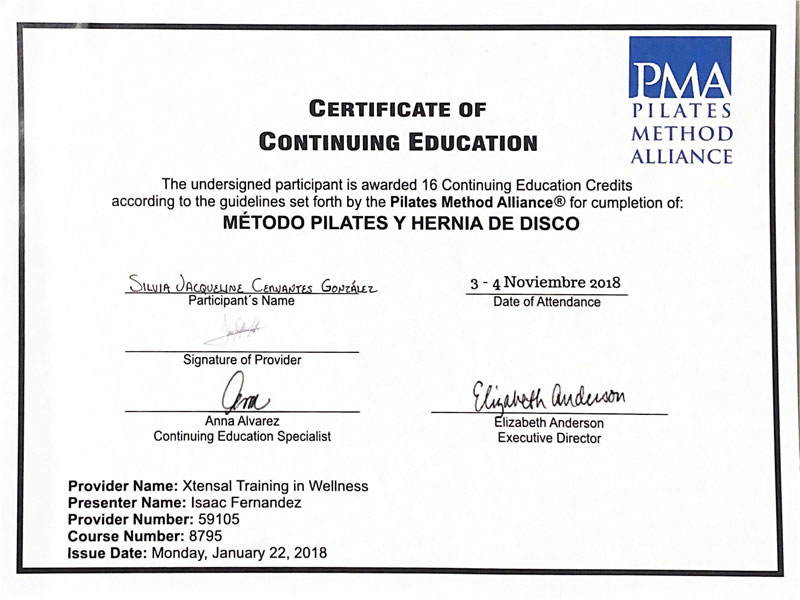 PMA
PILATES
METHOD
ALLIANCE
CERTIFICATE OF
CONTINUING EDUCATION
The undersigned participant is awarded 16 Continuing Education Credits
according to the guidelines set forth by the Pilates Method Alliance® for cumpletion of:
MÉTODO PILATES Y HERNIA DE DISCO
SILVIA JACQUELINE CERVANTES GONZÁLEZ
Participant´s Name
3 - 4 Noviembre 2018
Date of Attendance
Signature of Provider
Anna Alvarez
Continuing Education Specialist
Elizabeth Anderson
Elizabeth Anderson
Executive Director
Provider Name: Xtensal Training in Wellness
Presenter Name: Isaac Fernandez
Provider Number: 59105
Course Number: 8795
Issue Date: Monday, January 22, 2018